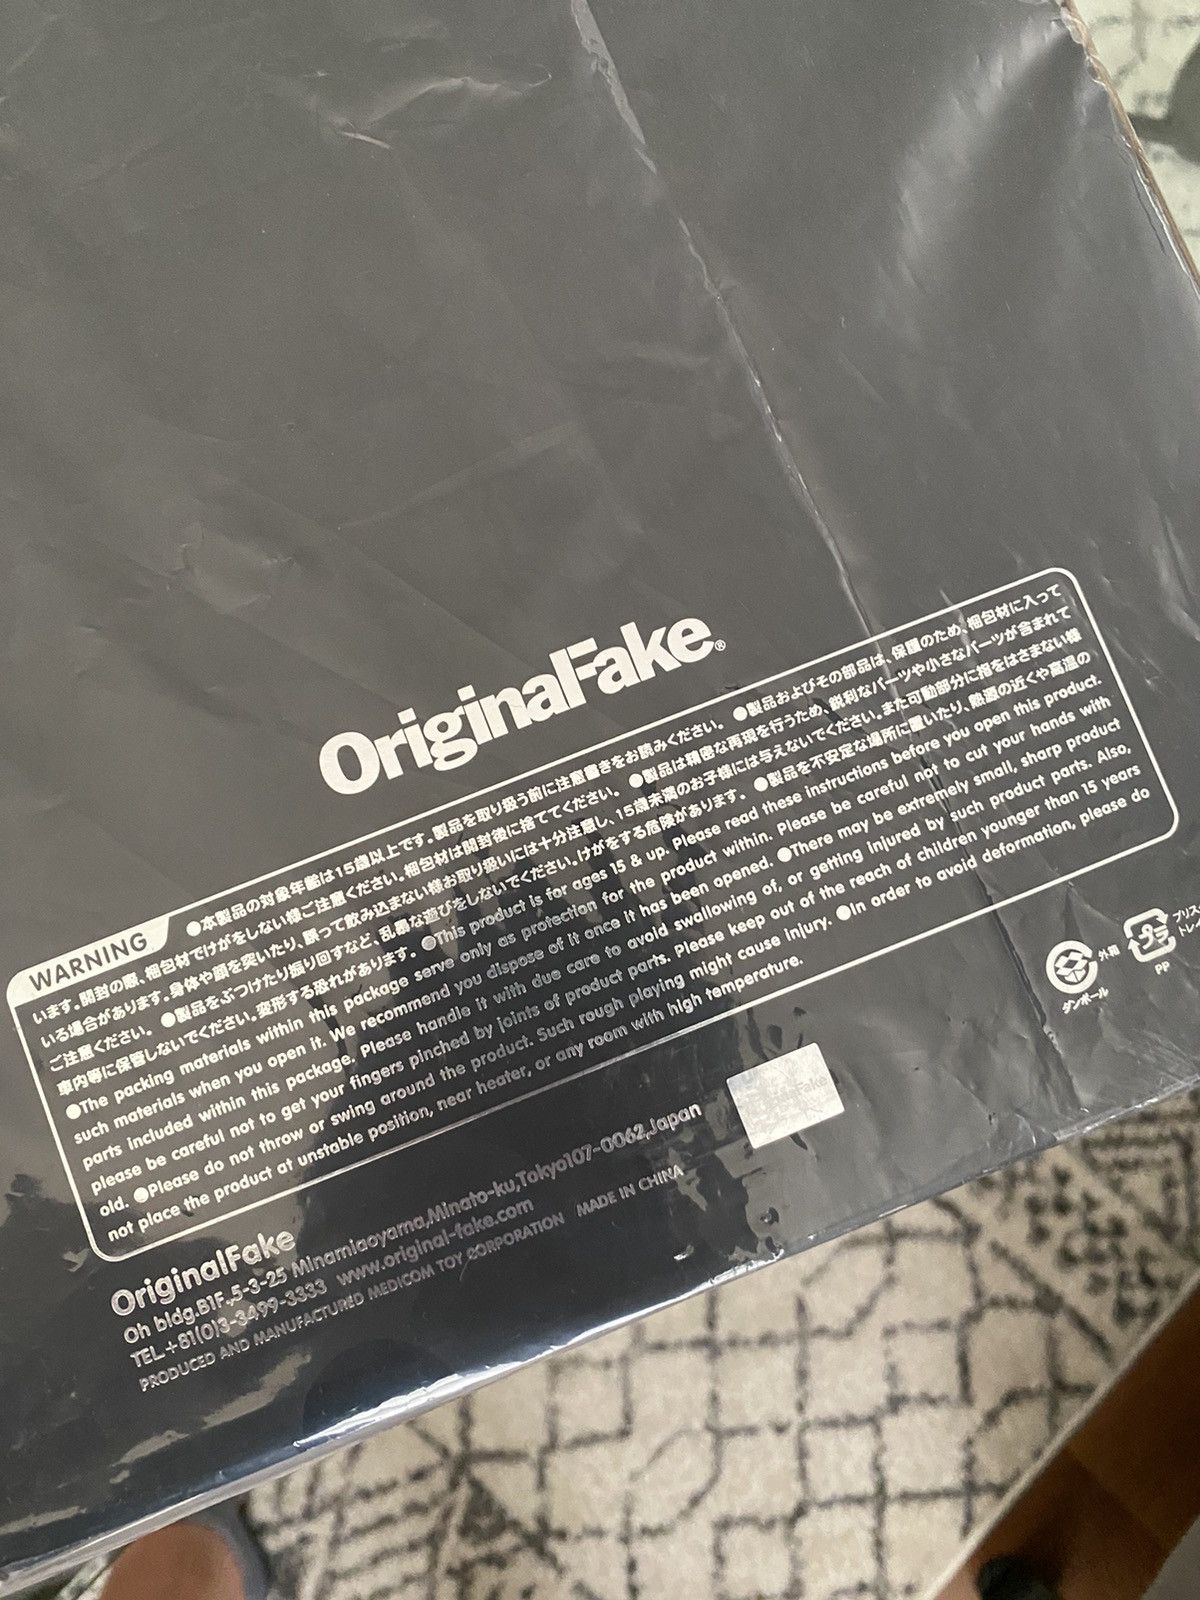 OriginalFake®
WARNING
●本製品の対象年齢は15歳以上です。製品を取り扱う前に注意書きをお読みください。 ●製品およびその部品は、保護のため、梱包材に入って
います。開封の際、梱包材でけがをしない様ご注意ください。梱包材は開封後に捨ててください。 ●製品は精密な再現を行うため、鋭利なパーツや小さなパーツが含まれて
いる場合があります。身体や顔を突いたり、誤って飲み込まない様お取り扱いには十分注意し、15歳未満のお子様には与えないでください。また可動部分に指をはさまない様
ご注意ください。 ●製品をぶつけたり振り回すなど、乱暴な遊びをしないでください。けがをする危険があります。 ●製品を不安定な場所に置いたり、熱源の近くや高温の
車内等に保管しないでください。変形する恐れがあります。 ●This product is for ages 15 & up. Please read these instructions before you open this product.
●The packing materials within this package serve only as protection for the product within. Please be careful not to cut your hands with
such materials when you open it. We recommend you dispose of it once it has been opened. ●There may be extremely small, sharp product
parts included within this package. Please handle it with due care to avoid swallowing of, or getting injured by such product parts. Also,
please be careful not to get your fingers pinched by joints of product parts. Please keep out of the reach of children younger than 15 years
old. ●Please do not throw or swing around the product. Such rough playing might cause injury. ●In order to avoid deformation, please do
not place the product at unstable position, near heater, or any room with high temperature.
外箱
ダンボール
PP
OriginalFake
Oh bldg.B1F.,5-3-25 Minamiaoyama,Minato-ku,Tokyo107-0062,Japan
TEL.+81(0)3-3499-3333 www.original-fake.com
PRODUCED AND MANUFACTURED MEDICOM TOY CORPORATION MADE IN CHINA